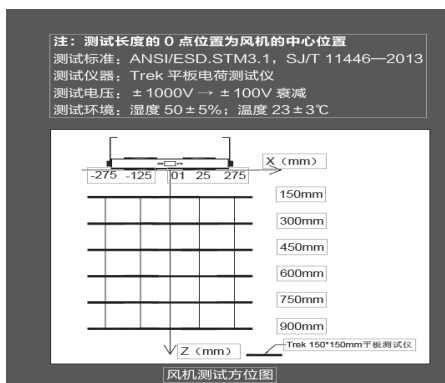 注：测试长度的 0 点位置为风机的中心位置
测试标准：ANSI/ESD.STM3.1，SJ/T 11446—2013
测试仪器：Trek 平板电荷测试仪
测试电压：±1000V → ±100V 衰减
测试环境：湿度 50±5%；温度 23±3℃
X（mm）
-275 -125 01 25 275
150mm
300mm
450mm
600mm
750mm
900mm
Trek 150*150mm平板测试仪
Z（mm）
风机测试方位图